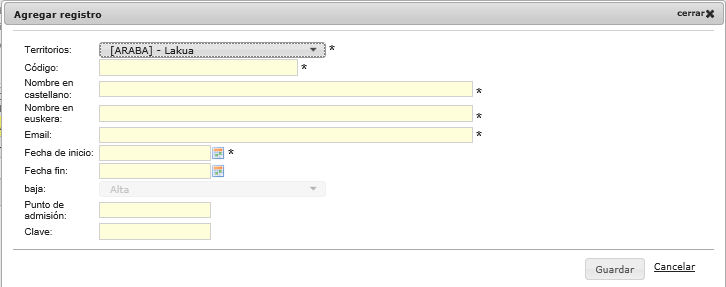 Agregar registro
cerrar
Territorios:
[ARABA] - Lakua
*
Código:
*
Nombre en
castellano:
*
Nombre en
euskera:
*
Email:
*
Fecha de inicio:
*
Fecha fin:
baja:
Alta
Punto de
admisión:
Clave:
Guardar
Cancelar